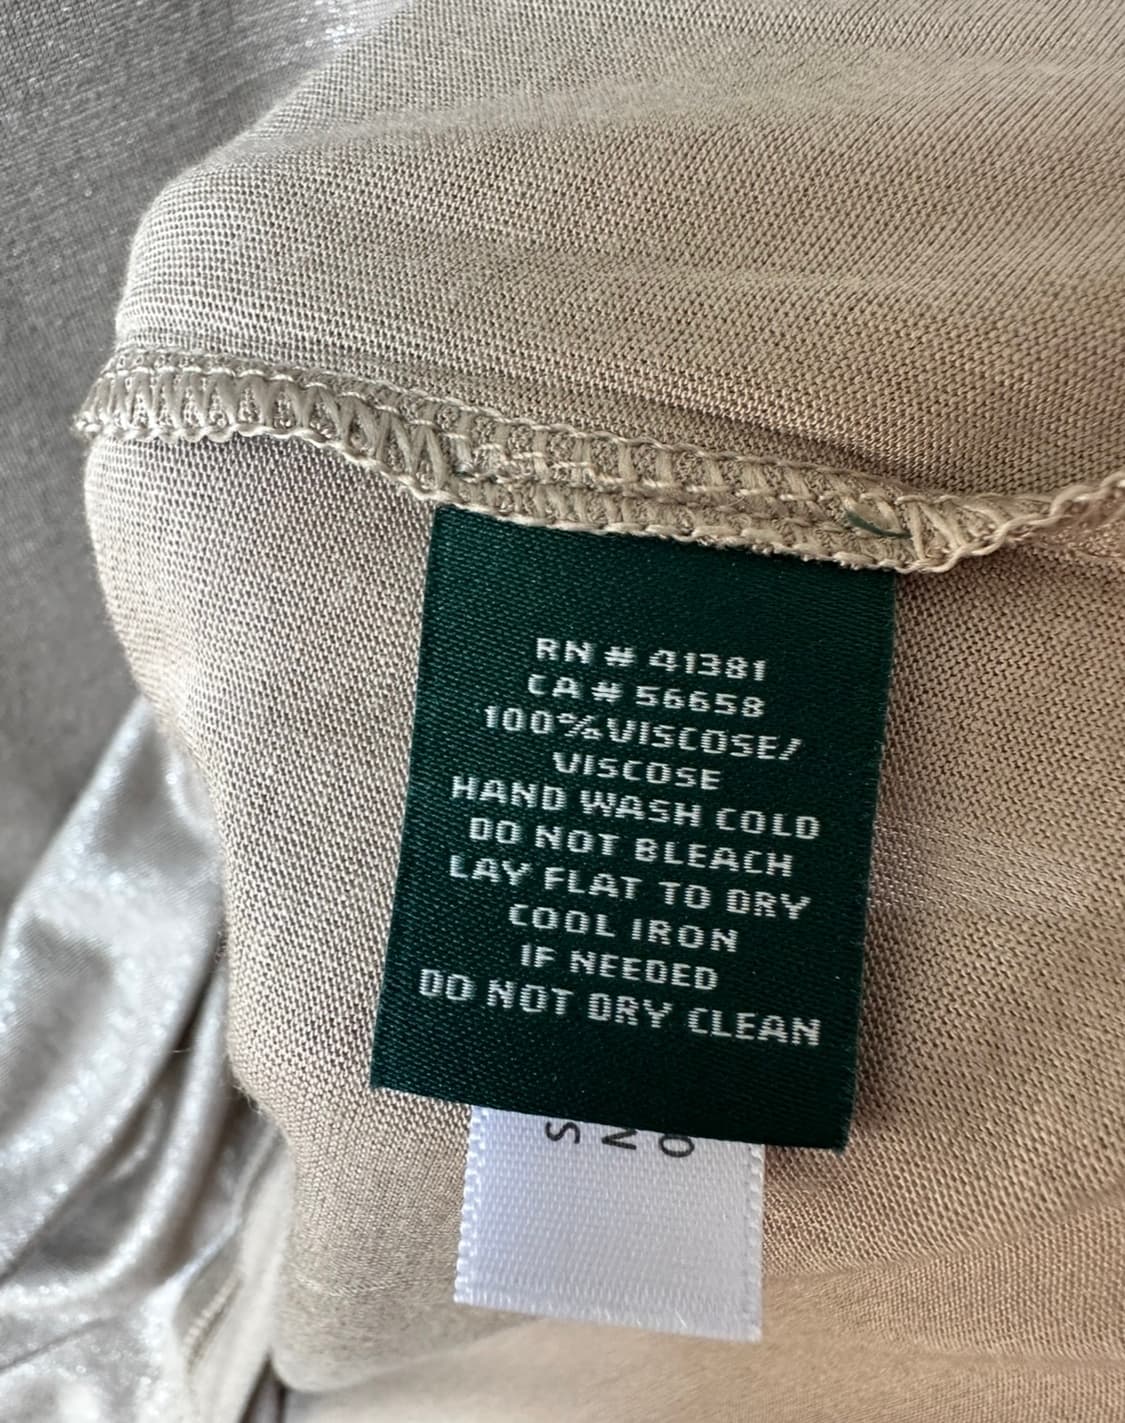 RN # 41381
CA # 56658
100%VISCOSE/
VISCOSE
HAND WASH COLD
DO NOT BLEACH
LAY FLAT TO DRY
COOL IRON
IF NEEDED
DO NOT DRY CLEAN